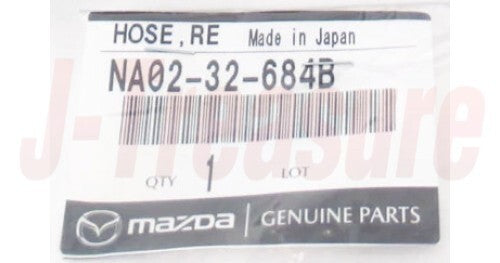 HOSE,RE Made in Japan
NA02-32-684B
J-Treasure
QTY 1 LOT
mazda GENUINE PARTS